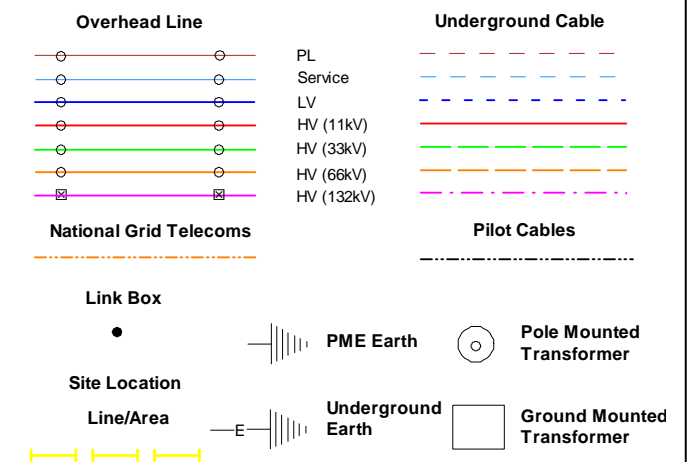 Overhead Line
Underground Cable
PL
Service
LV
HV (11kV)
HV (33kV)
HV (66kV)
HV (132kV)
National Grid Telecoms
Pilot Cables
Link Box
PME Earth
Pole Mounted
Transformer
Site Location
Line/Area
E
Underground
Earth
Ground Mounted
Transformer